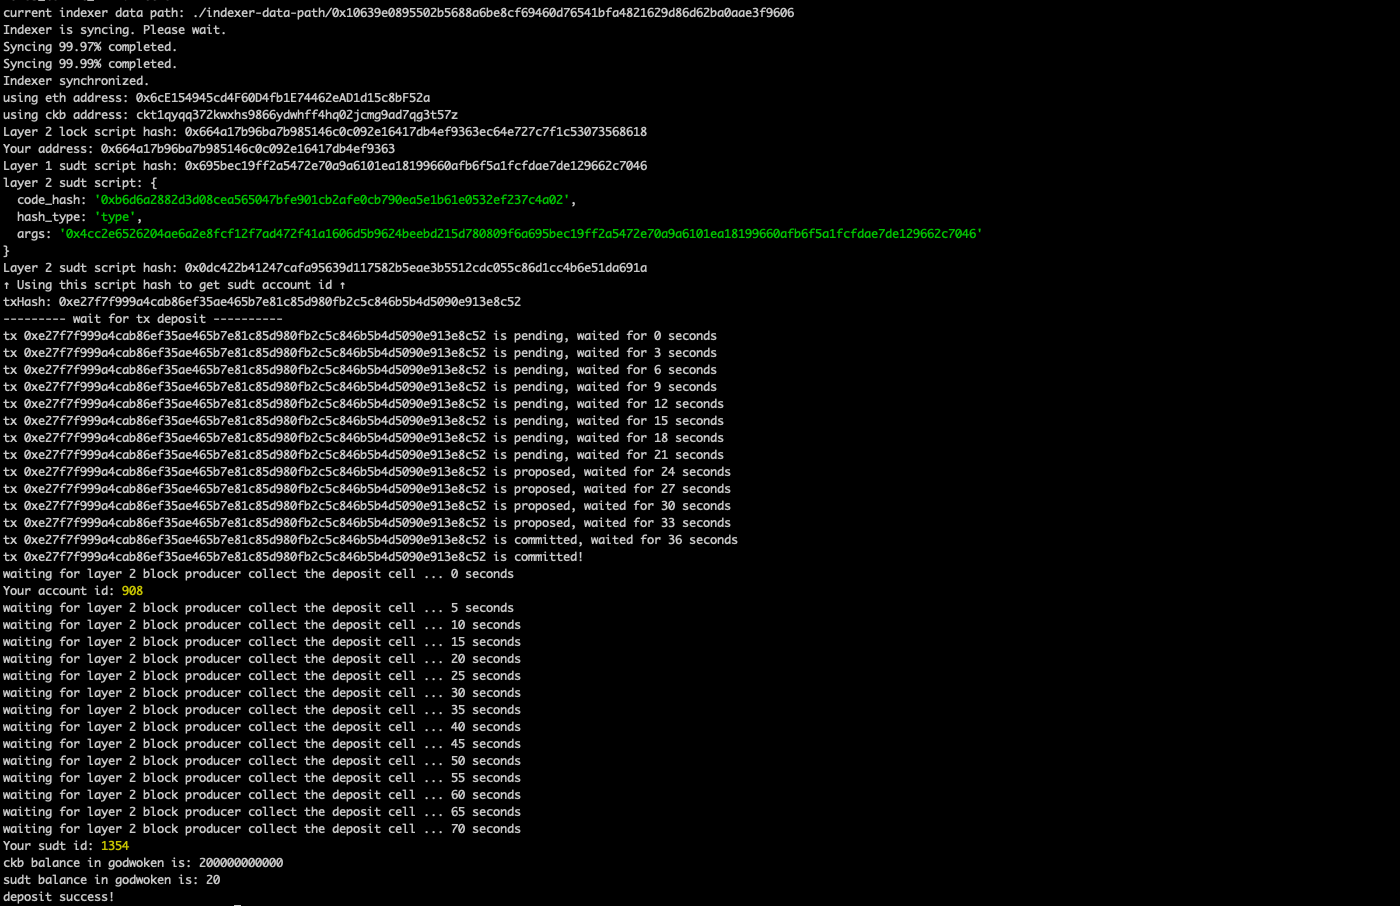 current indexer data path: ./indexer-data-path/0x10639e0895502b5688a6be8cf69460d76541bfa4821629d86d62ba0aae3f9606
Indexer is syncing. Please wait.
Syncing 99.97% completed.
Syncing 99.99% completed.
Indexer synchronized.
using eth address: 0x6cE154945cd4F60D4fb1E74462eAD1d15c8bF52a
using ckb address: ckt1qyqq372kwxhs9866ydwhff4hq02jcmg9ad7qg3t57z
Layer 2 lock script hash: 0x664a17b96ba7b985146c0c092e16417db4ef9363ec64e727c7f1c53073568618
Your address: 0x664a17b96ba7b985146c0c092e16417db4ef9363
Layer 1 sudt script hash: 0x695bec19ff2a5472e70a9a6101ea18199660afb6f5a1fcfdae7de129662c7046
layer 2 sudt script: {
  code_hash: '0xb6d6a2882d3d08cea565047bfe901cb2afe0cb790ea5e1b61e0532ef237c4a02',
  hash_type: 'type',
  args: '0x4cc2e6526204ae6a2e8fcf12f7ad472f41a1606d5b9624beebd215d780809f6a695bec19ff2a5472e70a9a6101ea18199660afb6f5a1fcfdae7de129662c7046'
}
Layer 2 sudt script hash: 0x0dc422b41247cafa95639d117582b5eae3b5512cdc055c86d1cc4b6e51da691a
↑ Using this script hash to get sudt account id ↑
txHash: 0xe27f7f999a4cab86ef35ae465b7e81c85d980fb2c5c846b5b4d5090e913e8c52
--------- wait for tx deposit ----------
tx 0xe27f7f999a4cab86ef35ae465b7e81c85d980fb2c5c846b5b4d5090e913e8c52 is pending, waited for 0 seconds
tx 0xe27f7f999a4cab86ef35ae465b7e81c85d980fb2c5c846b5b4d5090e913e8c52 is pending, waited for 3 seconds
tx 0xe27f7f999a4cab86ef35ae465b7e81c85d980fb2c5c846b5b4d5090e913e8c52 is pending, waited for 6 seconds
tx 0xe27f7f999a4cab86ef35ae465b7e81c85d980fb2c5c846b5b4d5090e913e8c52 is pending, waited for 9 seconds
tx 0xe27f7f999a4cab86ef35ae465b7e81c85d980fb2c5c846b5b4d5090e913e8c52 is pending, waited for 12 seconds
tx 0xe27f7f999a4cab86ef35ae465b7e81c85d980fb2c5c846b5b4d5090e913e8c52 is pending, waited for 15 seconds
tx 0xe27f7f999a4cab86ef35ae465b7e81c85d980fb2c5c846b5b4d5090e913e8c52 is pending, waited for 18 seconds
tx 0xe27f7f999a4cab86ef35ae465b7e81c85d980fb2c5c846b5b4d5090e913e8c52 is pending, waited for 21 seconds
tx 0xe27f7f999a4cab86ef35ae465b7e81c85d980fb2c5c846b5b4d5090e913e8c52 is proposed, waited for 24 seconds
tx 0xe27f7f999a4cab86ef35ae465b7e81c85d980fb2c5c846b5b4d5090e913e8c52 is proposed, waited for 27 seconds
tx 0xe27f7f999a4cab86ef35ae465b7e81c85d980fb2c5c846b5b4d5090e913e8c52 is proposed, waited for 30 seconds
tx 0xe27f7f999a4cab86ef35ae465b7e81c85d980fb2c5c846b5b4d5090e913e8c52 is proposed, waited for 33 seconds
tx 0xe27f7f999a4cab86ef35ae465b7e81c85d980fb2c5c846b5b4d5090e913e8c52 is committed, waited for 36 seconds
tx 0xe27f7f999a4cab86ef35ae465b7e81c85d980fb2c5c846b5b4d5090e913e8c52 is committed!
waiting for layer 2 block producer collect the deposit cell ... 0 seconds
Your account id: 908
waiting for layer 2 block producer collect the deposit cell ... 5 seconds
waiting for layer 2 block producer collect the deposit cell ... 10 seconds
waiting for layer 2 block producer collect the deposit cell ... 15 seconds
waiting for layer 2 block producer collect the deposit cell ... 20 seconds
waiting for layer 2 block producer collect the deposit cell ... 25 seconds
waiting for layer 2 block producer collect the deposit cell ... 30 seconds
waiting for layer 2 block producer collect the deposit cell ... 35 seconds
waiting for layer 2 block producer collect the deposit cell ... 40 seconds
waiting for layer 2 block producer collect the deposit cell ... 45 seconds
waiting for layer 2 block producer collect the deposit cell ... 50 seconds
waiting for layer 2 block producer collect the deposit cell ... 55 seconds
waiting for layer 2 block producer collect the deposit cell ... 60 seconds
waiting for layer 2 block producer collect the deposit cell ... 65 seconds
waiting for layer 2 block producer collect the deposit cell ... 70 seconds
Your sudt id: 1354
ckb balance in godwoken is: 200000000000
sudt balance in godwoken is: 20
deposit success!